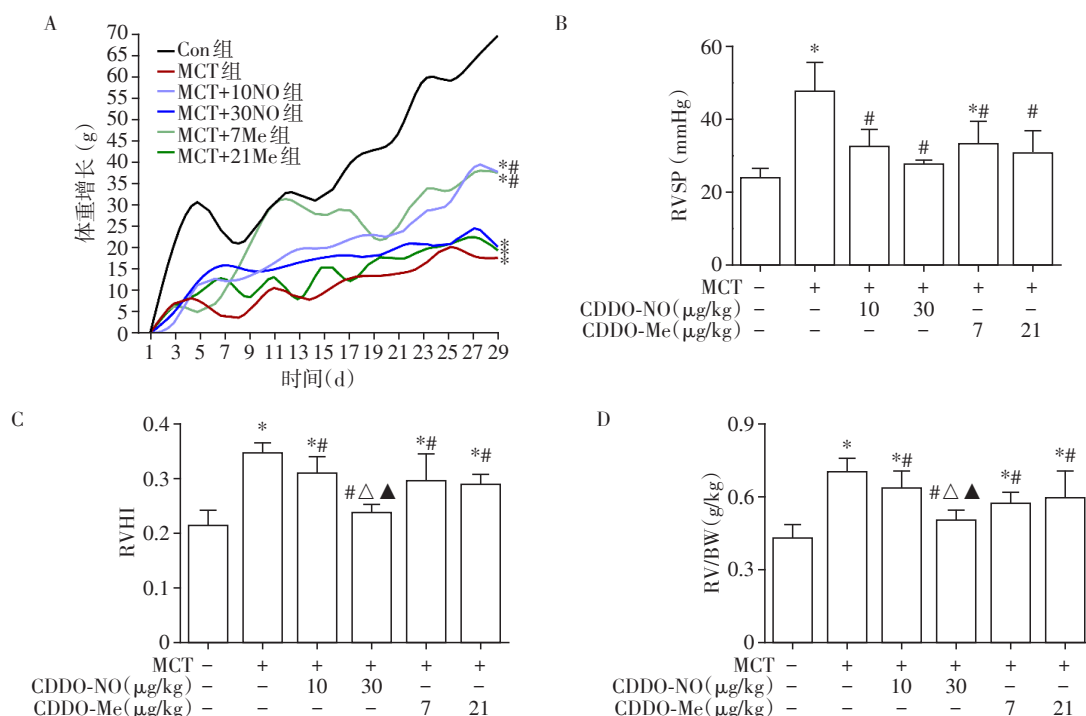 A
体重增长(g)
70
65
60
55
50
45
40
35
30
25
20
15
10
5
0
Con组
MCT组
MCT+10NO组
MCT+30NO组
MCT+7Me组
MCT+21Me组
*#
*#
*
*
*
1 3 5 7 9 11 13 15 17 19 21 23 25 27 29
时间(d)
B
RVSP(mmHg)
60
40
20
0
* # # *# #
MCT − + + + + +
CDDO-NO(μg/kg) − − 10 30 − −
CDDO-Me(μg/kg) − − − − 7 21
C
RVHI
0.4
0.3
0.2
0.1
0
* *# #△▲ *# *#
MCT − + + + + +
CDDO-NO(μg/kg) − − 10 30 − −
CDDO-Me(μg/kg) − − − − 7 21
D
RV/BW(g/kg)
0.9
0.6
0.3
0
* *# #△▲ *# *#
MCT − + + + + +
CDDO-NO(μg/kg) − − 10 30 − −
CDDO-Me(μg/kg) − − − − 7 21